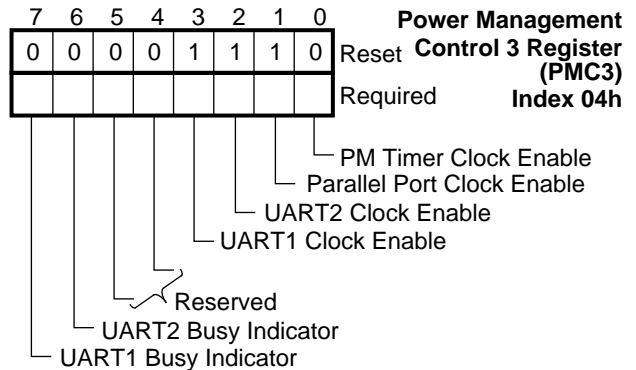 7 6 5 4 3 2 1 0
Power Management
0 0 0 0 1 1 1 0 Reset Control 3 Register
(PMC3)
Required Index 04h
PM Timer Clock Enable
Parallel Port Clock Enable
UART2 Clock Enable
UART1 Clock Enable
Reserved
UART2 Busy Indicator
UART1 Busy Indicator